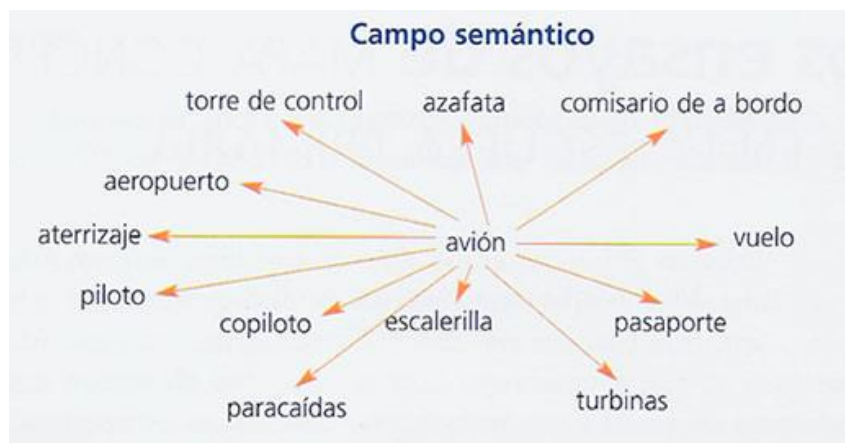 Campo semántico
torre de control
azafata
comisario de a bordo
aeropuerto
aterrizaje
avión
vuelo
piloto
copiloto
escalerilla
pasaporte
paracaídas
turbinas